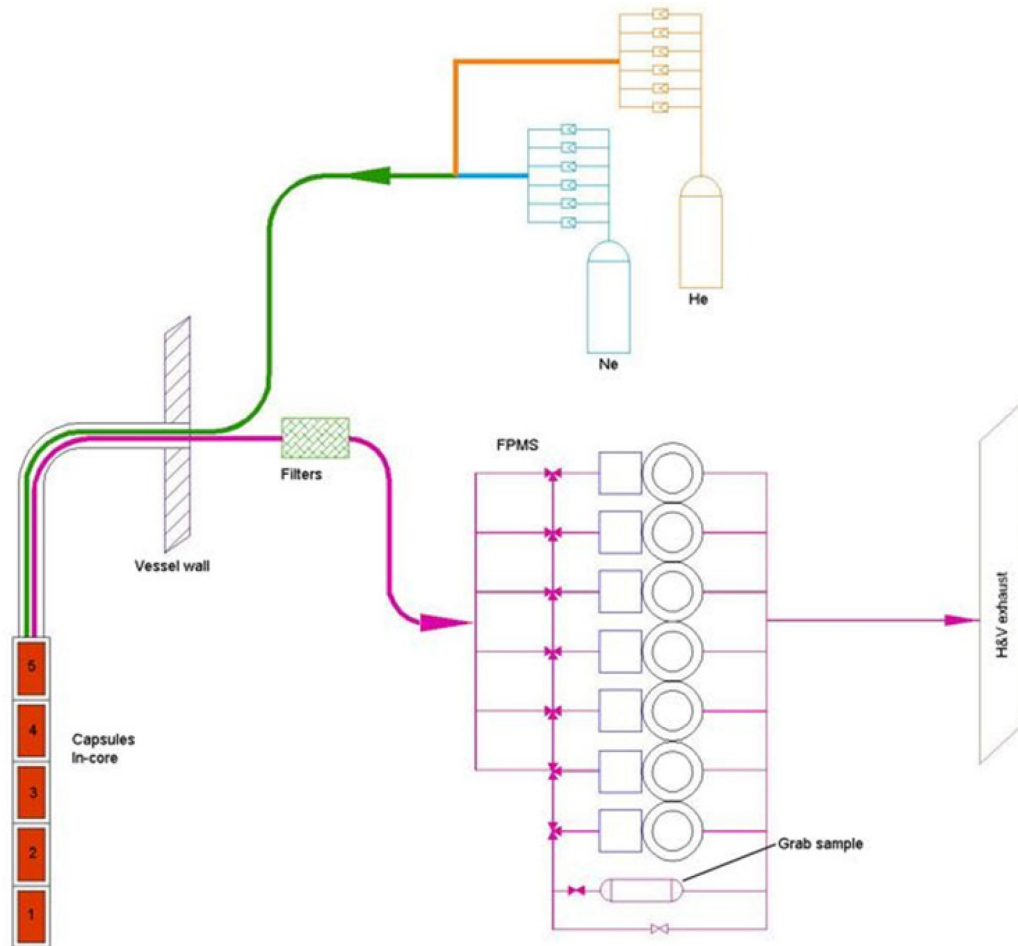 He
Ne
Vessel wall
Filters
FPMS
H&V exhaust
5
4
3
2
1
Capsules
In-core
Grab sample